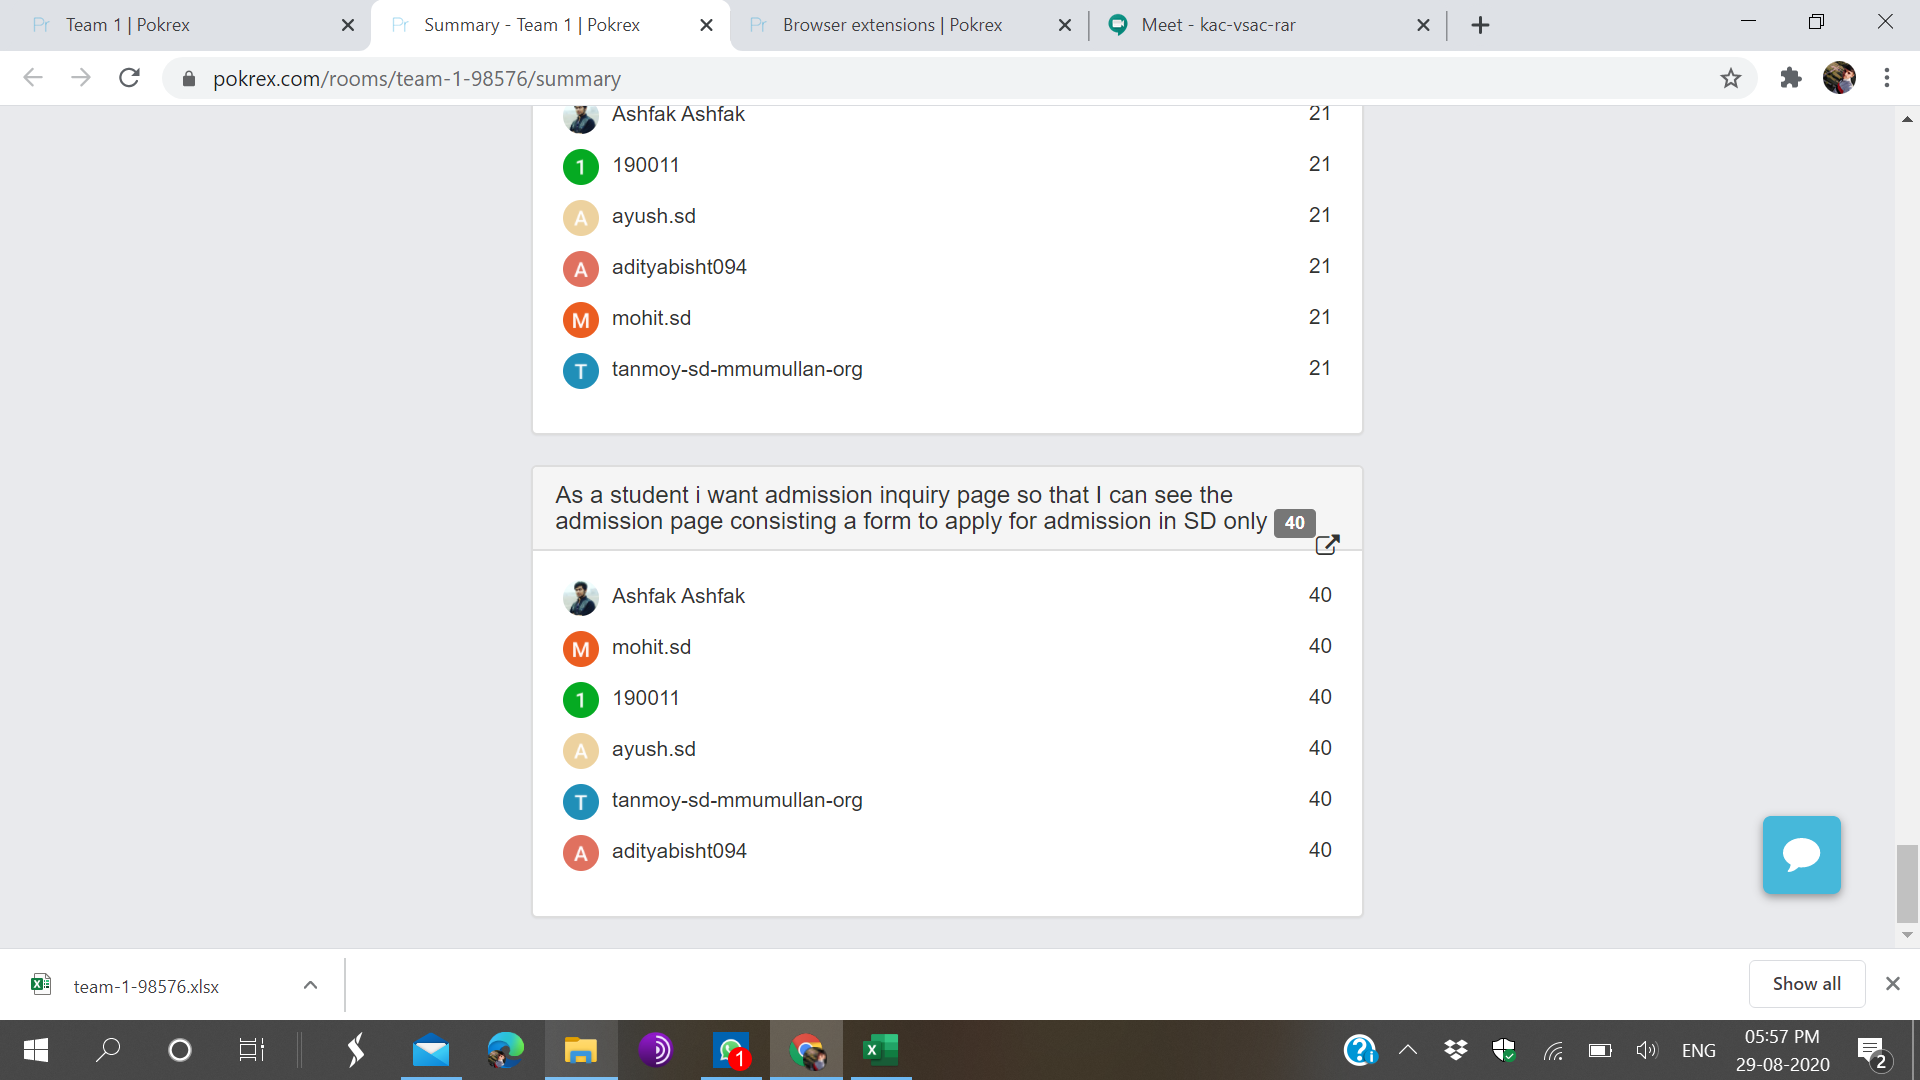 Pr Team 1 | Pokrex
Pr Summary - Team 1 | Pokrex
Pr Browser extensions | Pokrex
Meet - kac-vsac-rar
pokrex.com/rooms/team-1-98576/summary
Ashfak Ashfak 21
1 190011 21
A ayush.sd 21
A adityabisht094 21
M mohit.sd 21
T tanmoy-sd-mmumullan-org 21
As a student i want admission inquiry page so that I can see the
admission page consisting a form to apply for admission in SD only 40
Ashfak Ashfak 40
M mohit.sd 40
1 190011 40
A ayush.sd 40
T tanmoy-sd-mmumullan-org 40
A adityabisht094 40
team-1-98576.xlsx
Show all
1
ENG
05:57 PM
29-08-2020
2